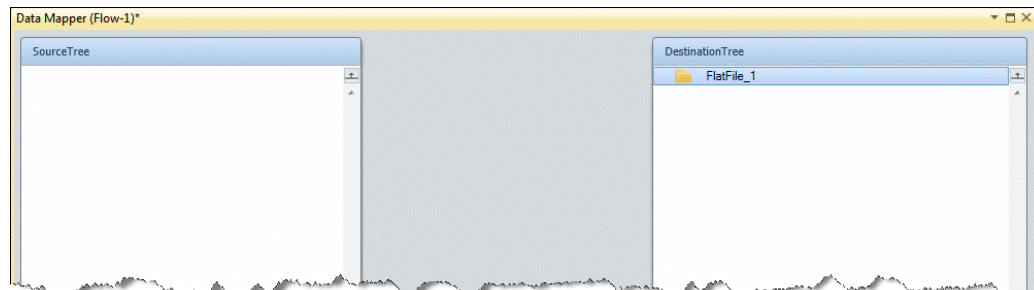 Data Mapper (Flow-1)*
SourceTree
DestinationTree
FlatFile_1